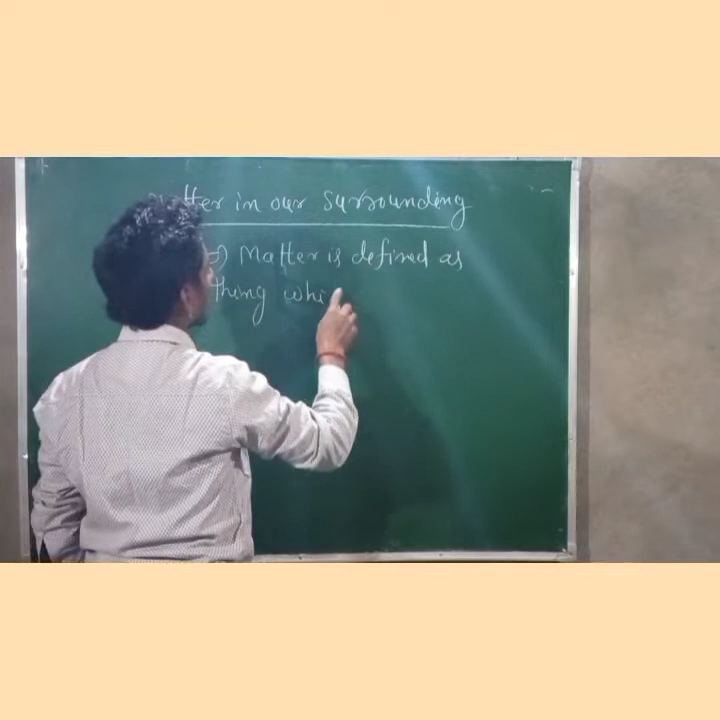 tter in our surrounding
=) Matter is defined as
thing whi